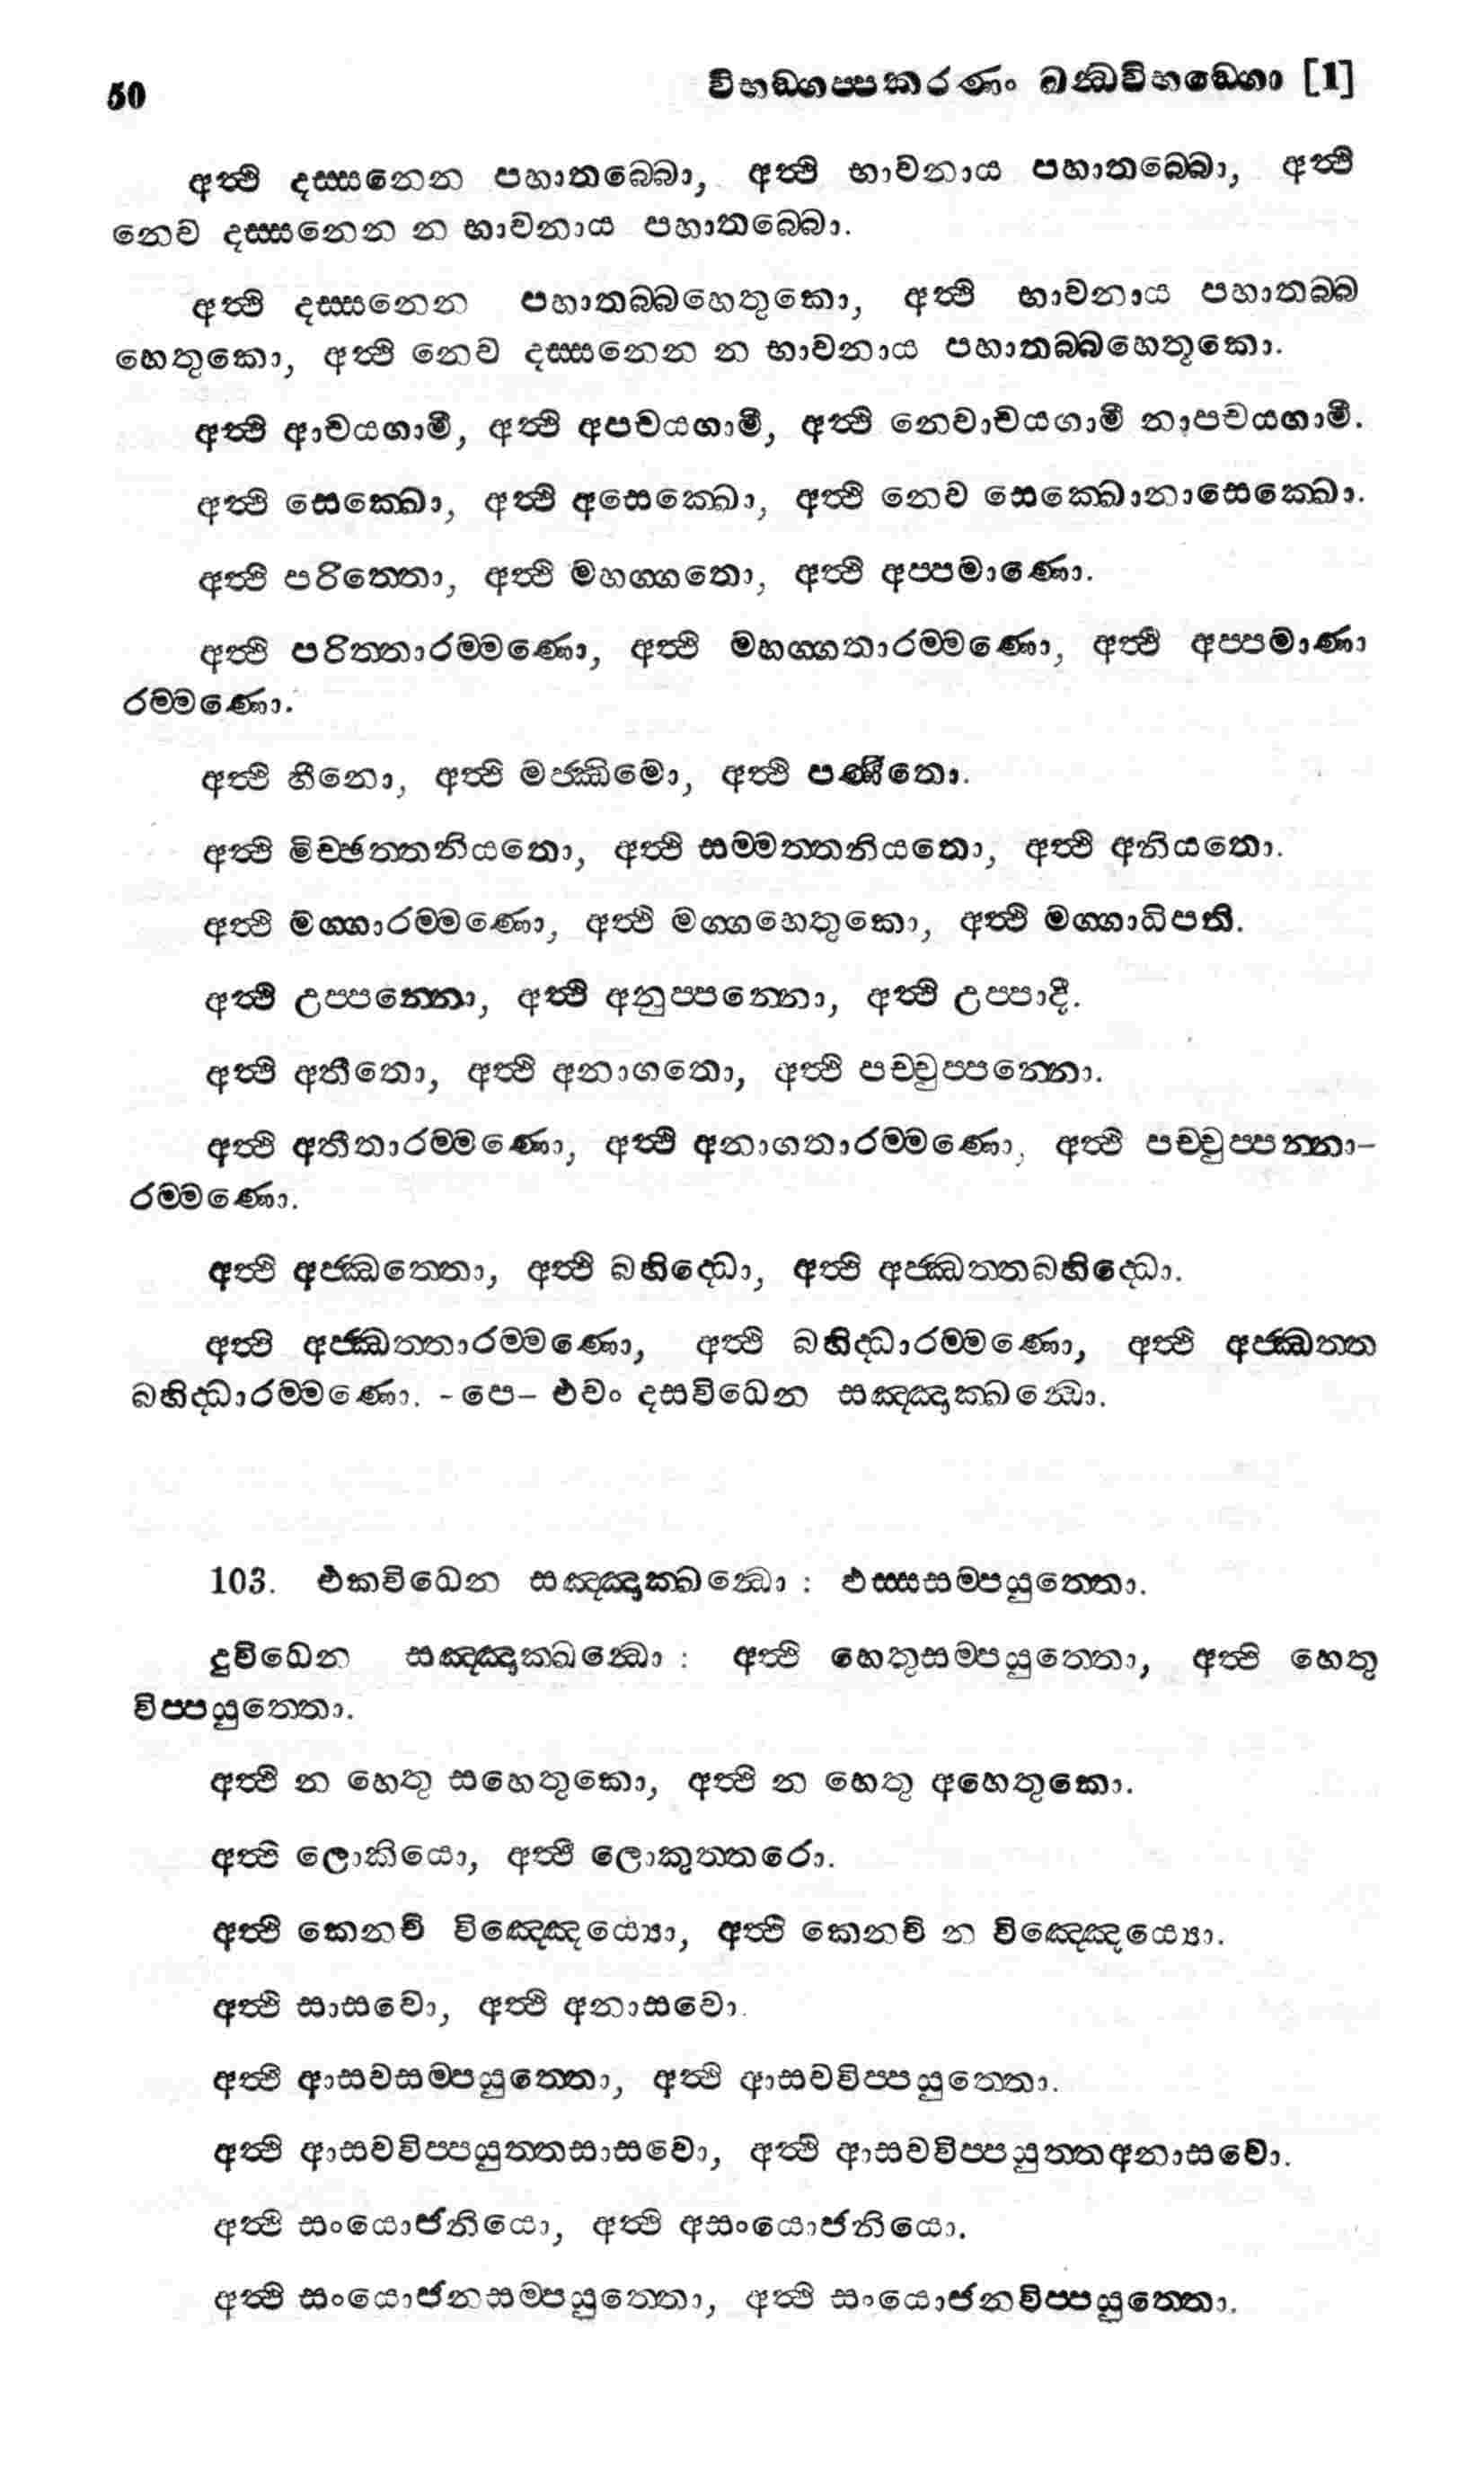 50 විභඞ්ගප්පකරණං ඛන්ධවිභඞ්ගො [1]
අත්ථි දස්සනෙන පහාතබ්බො, අත්ථි භාවනාය පහාතබ්බො, අත්ථි
නෙව දස්සනෙන න භාවනාය පහාතබ්බො.
අත්ථි දස්සනෙන පහාතබ්බහෙතුකො, අත්ථි භාවනාය පහාතබ්බ
හෙතුකො, අත්ථි නෙව දස්සනෙන න භාවනාය පහාතබ්බහෙතුකො.
අත්ථි ආචයගාමී, අත්ථි අපචයගාමී, අත්ථි නෙවාචයගාමී නාපචයගාමී.
අත්ථි සෙක්ඛො, අත්ථි අසෙක්ඛො, අත්ථි නෙව සෙක්ඛොනාසෙක්ඛො.
අත්ථි පරිත්තො, අත්ථි මහග්ගතො, අත්ථි අප්පමාණො.
අත්ථි පරිත්තාරම්මණො, අත්ථි මහග්ගතාරම්මණො, අත්ථි අප්පමාණා
රම්මණො.
අත්ථි හීනො, අත්ථි මජ්ඣිමො, අත්ථි පණීතො.
අත්ථි මිච්ඡත්තනියතො, අත්ථි සම්මත්තනියතො, අත්ථි අනියතො.
අත්ථි මග්ගාරම්මණො, අත්ථි මග්ගහෙතුකො, අත්ථි මග්ගාධිපති.
අත්ථි උප්පන්නො, අත්ථි අනුප්පන්නො, අත්ථි උප්පාදී.
අත්ථි අතීතො, අත්ථි අනාගතො, අත්ථි පච්චුප්පන්නො.
අත්ථි අතීතාරම්මණො, අත්ථි අනාගතාරම්මණො, අත්ථි පච්චුප්පන්නා-
රම්මණො.
අත්ථි අජ්ඣත්තො, අත්ථි බහිද්ධො, අත්ථි අජ්ඣත්තබහිද්ධො.
අත්ථි අජ්ඣත්තාරම්මණො, අත්ථි බහිද්ධාරම්මණො, අත්ථි අජ්ඣත්ත
බහිද්ධාරම්මණො. -පෙ- එවං දසවිධෙන සඤ්ඤාක්ඛන්ධො.
103. එකවිධෙන සඤ්ඤාක්ඛන්ධො : ඵස්සසම්පයුත්තො.
දුවිධෙන සඤ්ඤාක්ඛන්ධො : අත්ථි හෙතුසම්පයුත්තො, අත්ථි හෙතු
විප්පයුත්තො.
අත්ථි න හෙතු සහෙතුකො, අත්ථි න හෙතු අහෙතුකො.
අත්ථි ලොකියො, අත්ථි ලොකුත්තරො.
අත්ථි කෙනචි විඤ්ඤෙය්‍යො, අත්ථි කෙනචි න විඤ්ඤෙය්‍යො.
අත්ථි සාසවො, අත්ථි අනාසවො.
අත්ථි ආසවසම්පයුත්තො, අත්ථි ආසවවිප්පයුත්තො.
අත්ථි ආසවවිප්පයුත්තසාසවො, අත්ථි ආසවවිප්පයුත්තඅනාසවො.
අත්ථි සංයොජනියො, අත්ථි අසංයොජනියො.
අත්ථි සංයොජනසම්පයුත්තො, අත්ථි සංයොජනවිප්පයුත්තො.